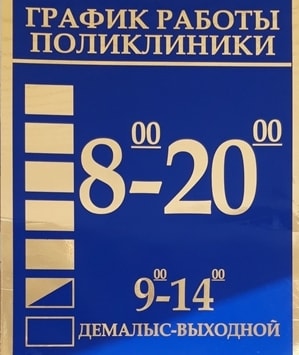 ГРАФИК РАБОТЫ
ПОЛИКЛИНИКИ
8⁰⁰-20⁰⁰
9⁰⁰-14⁰⁰
ДЕМАЛЫС-ВЫХОДНОЙ